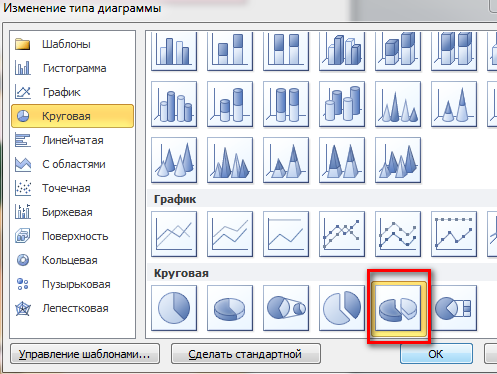 Изменение типа диаграммы
Шаблоны
Гистограмма
График
Круговая
Линейчатая
С областями
Точечная
Биржевая
Поверхность
Кольцевая
Пузырьковая
Лепестковая
График
Круговая
Управление шаблонами...
Сделать стандартной
ОК